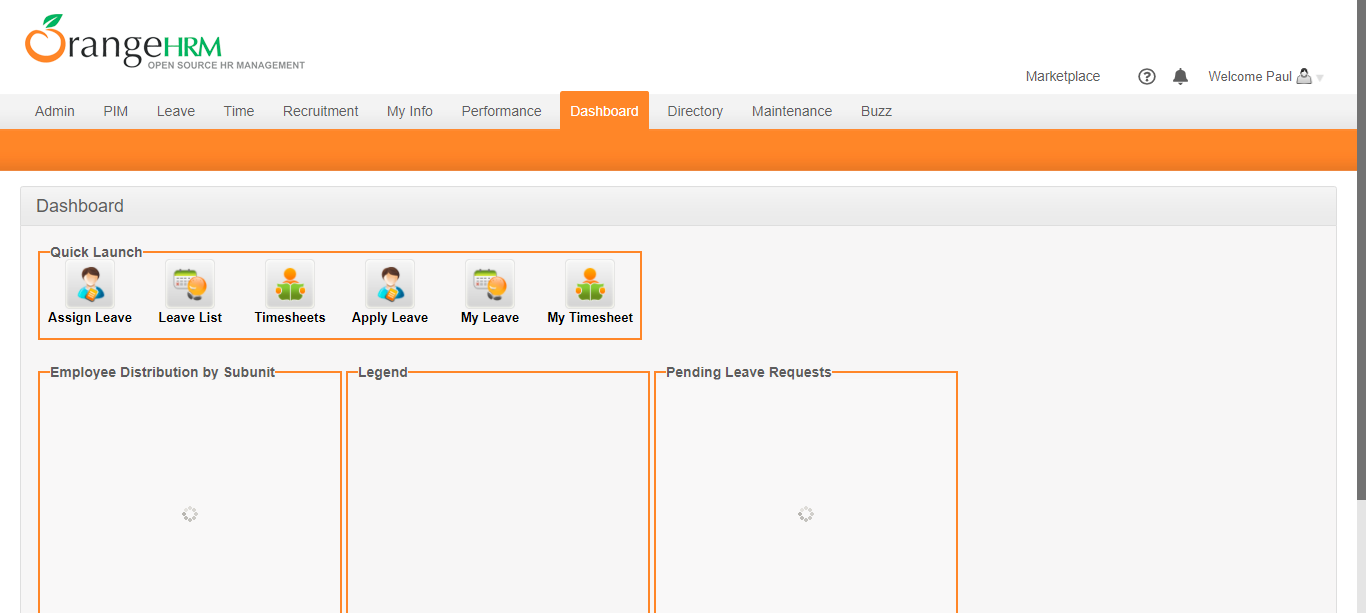 OrangeHRM
OPEN SOURCE HR MANAGEMENT
Marketplace
Welcome Paul
Admin PIM Leave Time Recruitment My Info Performance Dashboard Directory Maintenance Buzz
Dashboard
Quick Launch
Assign Leave Leave List Timesheets Apply Leave My Leave My Timesheet
Employee Distribution by Subunit Legend Pending Leave Requests